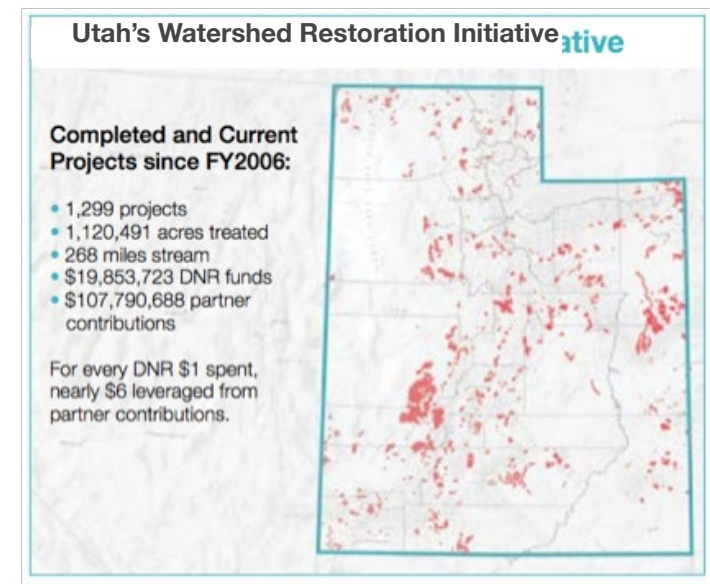 Utah's Watershed Restoration Initiative
ative
Completed and Current
Projects since FY2006:
• 1,299 projects
• 1,120,491 acres treated
• 268 miles stream
• $19,853,723 DNR funds
• $107,790,688 partner
contributions
For every DNR $1 spent,
nearly $6 leveraged from
partner contributions.